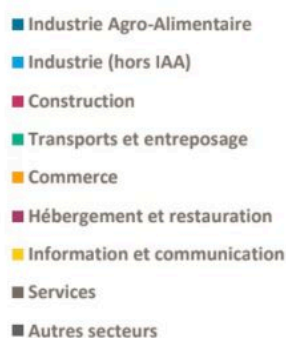 Industrie Agro-Alimentaire
Industrie (hors IAA)
Construction
Transports et entreposage
Commerce
Hébergement et restauration
Information et communication
Services
Autres secteurs